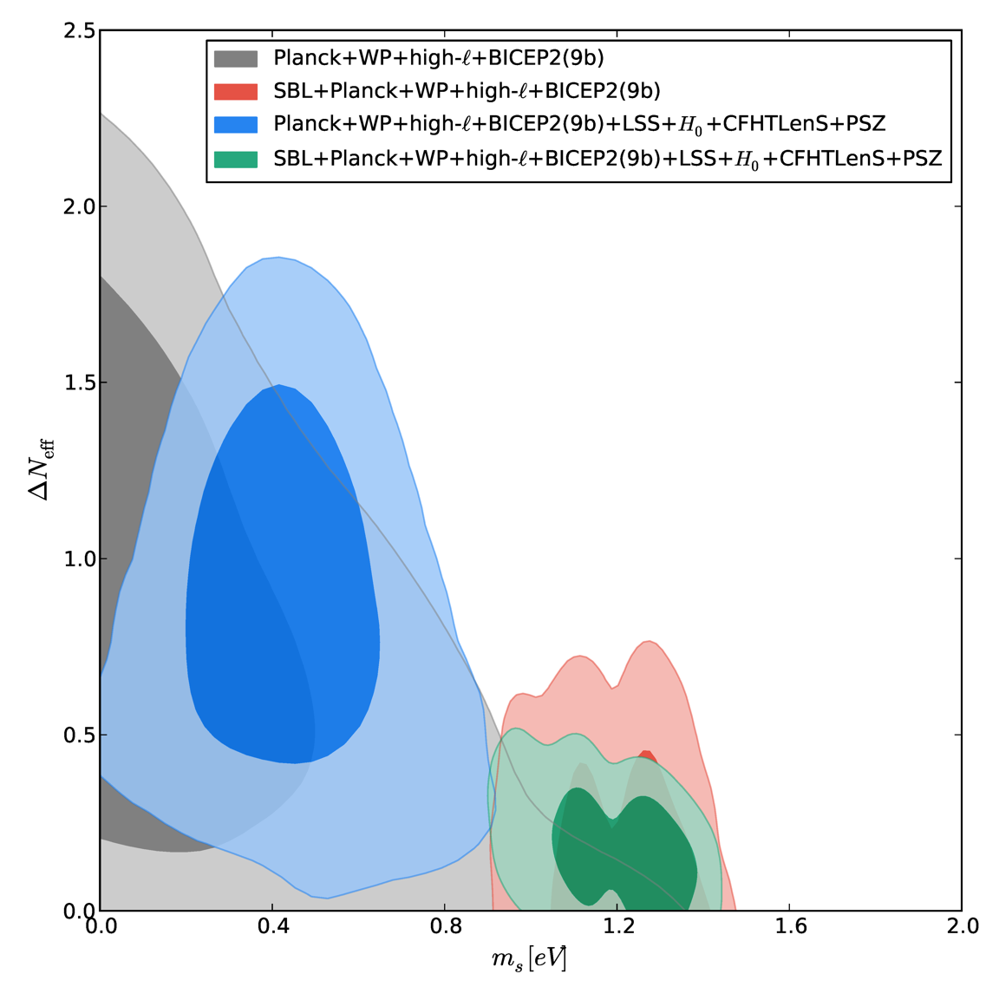 2.5
Planck+WP+high-ℓ+BICEP2(9b)
SBL+Planck+WP+high-ℓ+BICEP2(9b)
Planck+WP+high-ℓ+BICEP2(9b)+LSS+H₀+CFHTLenS+PSZ
SBL+Planck+WP+high-ℓ+BICEP2(9b)+LSS+H₀+CFHTLenS+PSZ
2.0
1.5
ΔN_eff
1.0
0.5
0.0
0.0 0.4 0.8 1.2 1.6 2.0
m_s [eV]